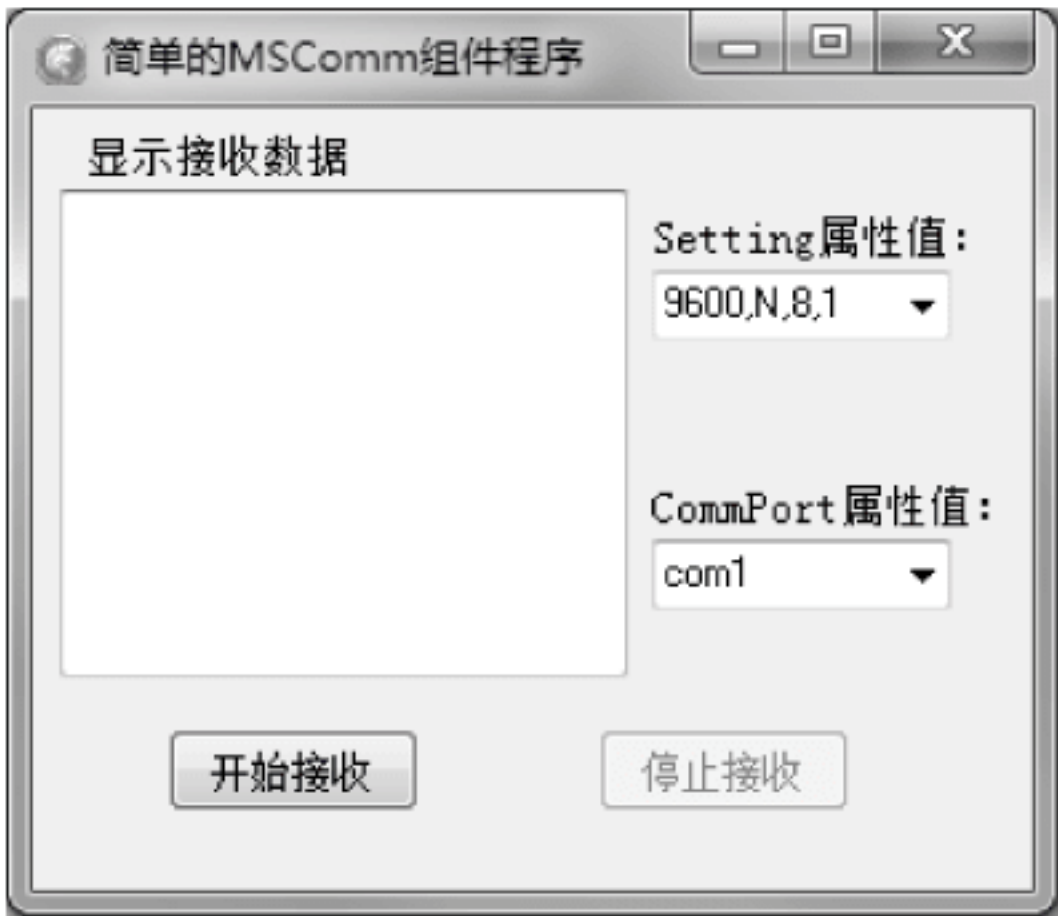 简单的MSComm组件程序
显示接收数据
Setting属性值：
9600,N,8,1
CommPort属性值：
com1
开始接收
停止接收